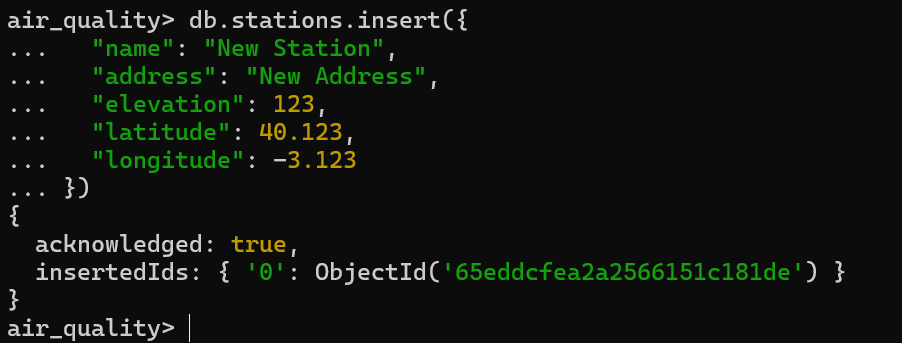 air_quality> db.stations.insert({
...   "name": "New Station",
...   "address": "New Address",
...   "elevation": 123,
...   "latitude": 40.123,
...   "longitude": -3.123
... })
{
  acknowledged: true,
  insertedIds: { '0': ObjectId('65eddcfea2a2566151c181de') }
}
air_quality>